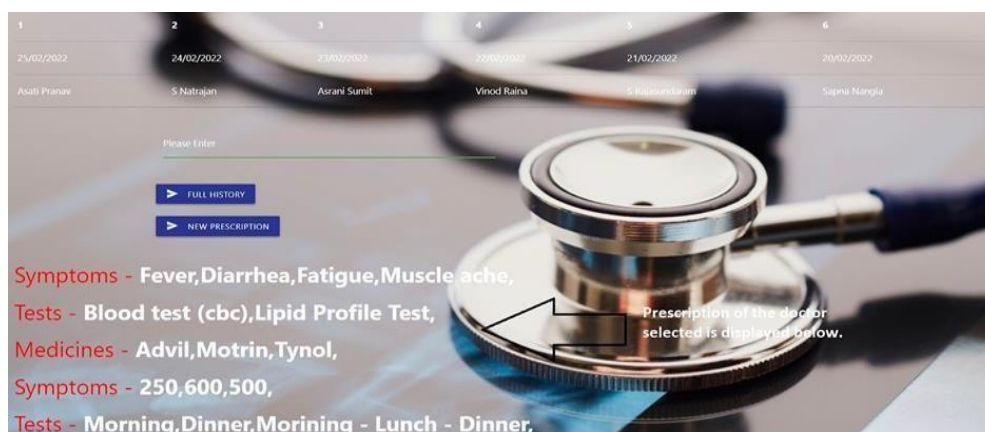 1 2 3 4 5 6
25/02/2022 24/02/2022 23/02/2022 22/02/2022 21/02/2022 20/02/2022
Asati Pranav S Natrajan Asrani Sumit Vinod Raina S Rajasundaram Sapna Nangia
Please Enter
FULL HISTORY
NEW PRESCRIPTION
Symptoms - Fever,Diarrhea,Fatigue,Muscle ache,
Tests - Blood test (cbc),Lipid Profile Test,
Prescription of the doctor
selected is displayed below.
Medicines - Advil,Motrin,Tynol,
Symptoms - 250,600,500,
Tests - Morning,Dinner,Morining - Lunch - Dinner,